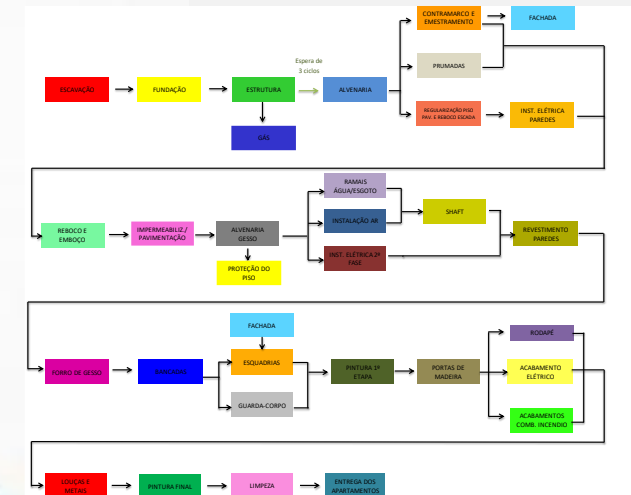 CONTRAMARCO E
EMESTRAMENTO
FACHADA
Espera de
3 ciclos
PRUMADAS
ESCAVAÇÃO
FUNDAÇÃO
ESTRUTURA
ALVENARIA
REGULARIZAÇÃO PISO
PAV. E REBOCO ESCADA
INST. ELÉTRICA
PAREDES
GÁS
RAMAIS
ÁGUA/ESGOTO
REBOCO E
EMBOÇO
IMPERMEABILIZ./
PAVIMENTAÇÃO
ALVENARIA
GESSO
INSTALAÇÃO AR
SHAFT
REVESTIMENTO
PAREDES
INST. ELÉTRICA 2ª
FASE
PROTEÇÃO DO
PISO
FACHADA
RODAPÉ
FORRO DE GESSO
ESQUADRIAS
PINTURA 1ª
ETAPA
PORTAS DE
MADEIRA
ACABAMENTO
ELÉTRICO
GUARDA-CORPO
ACABAMENTOS
COMB. INCENDIO
LOUÇAS E
METAIS
PINTURA FINAL
LIMPEZA
ENTREGA DOS
APARTAMENTOS